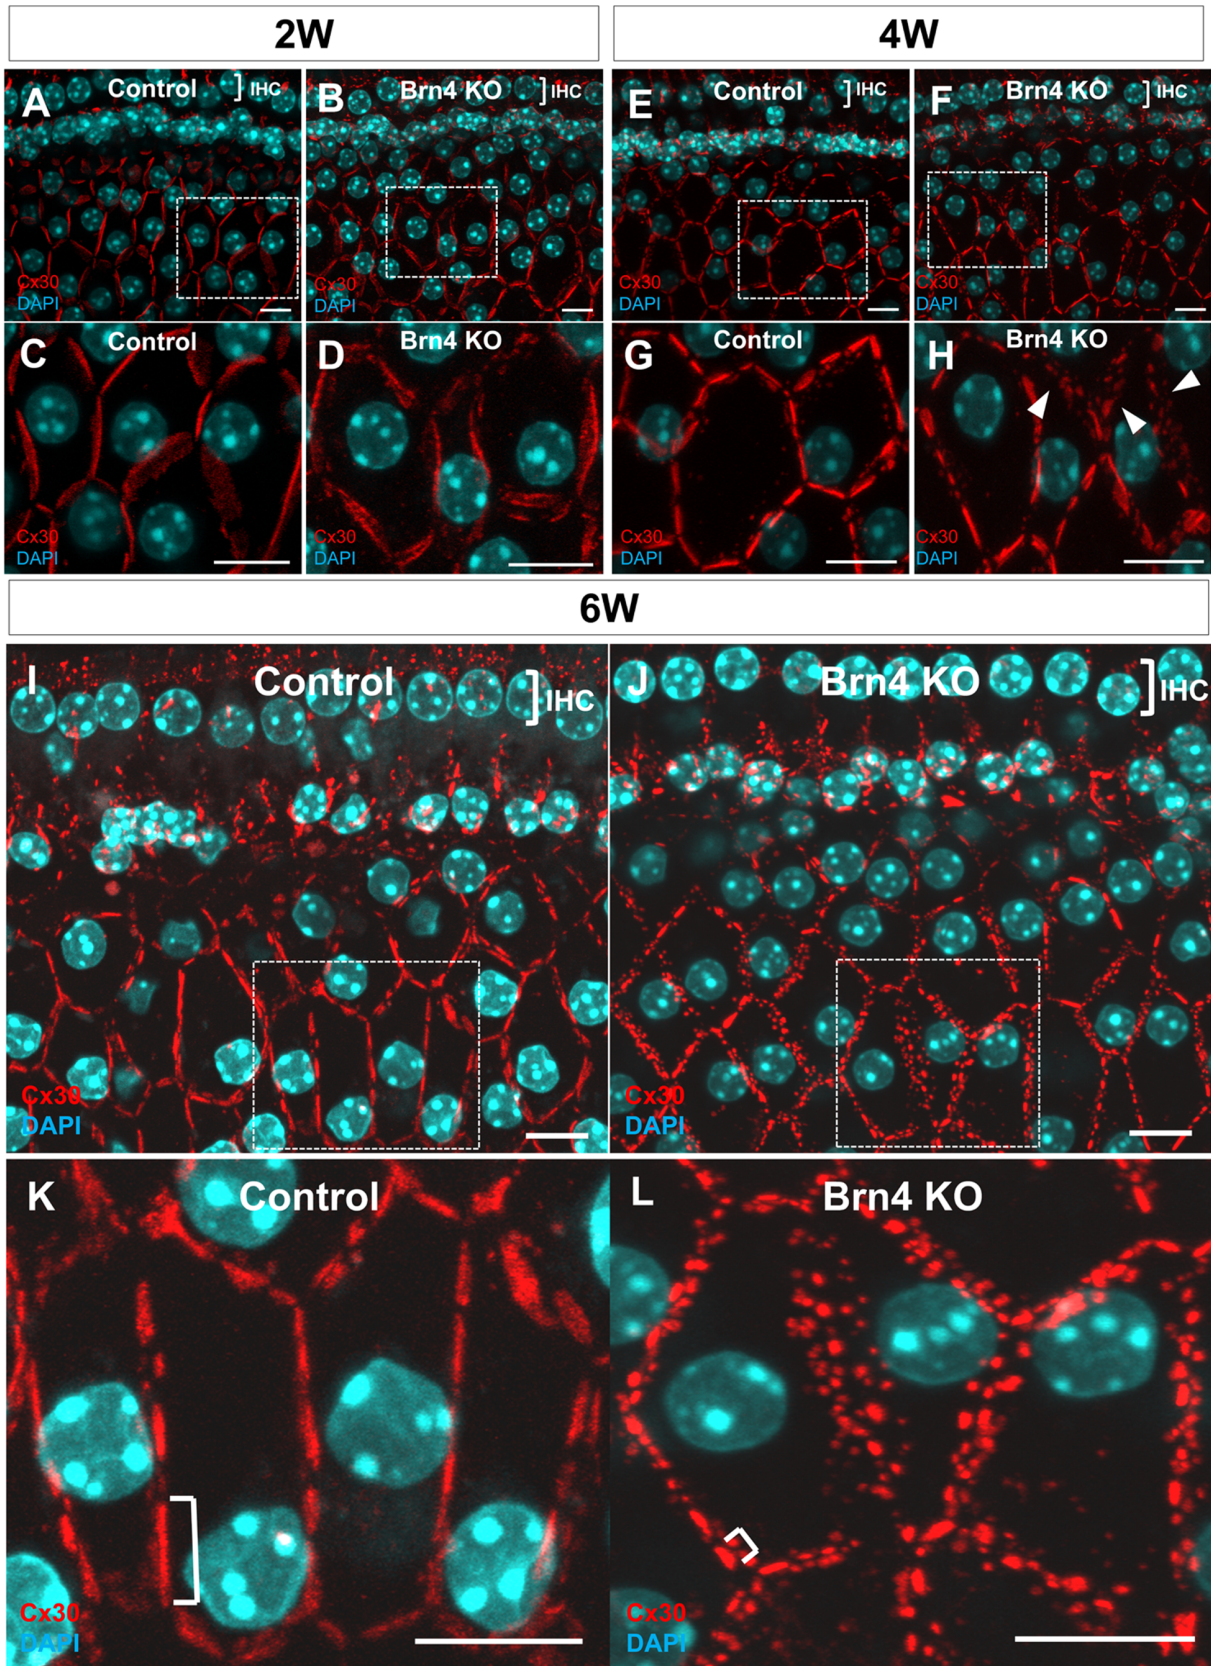 2W
4W
A
Control
IHC
Cx30
DAPI
B
Brn4 KO
IHC
Cx30
DAPI
E
Control
IHC
Cx30
DAPI
F
Brn4 KO
IHC
Cx30
DAPI
C
Control
Cx30
DAPI
D
Brn4 KO
Cx30
DAPI
G
Control
Cx30
DAPI
H
Brn4 KO
Cx30
DAPI
6W
I
Control
IHC
Cx30
DAPI
J
Brn4 KO
IHC
Cx30
DAPI
K
Control
Cx30
DAPI
L
Brn4 KO
Cx30
DAPI